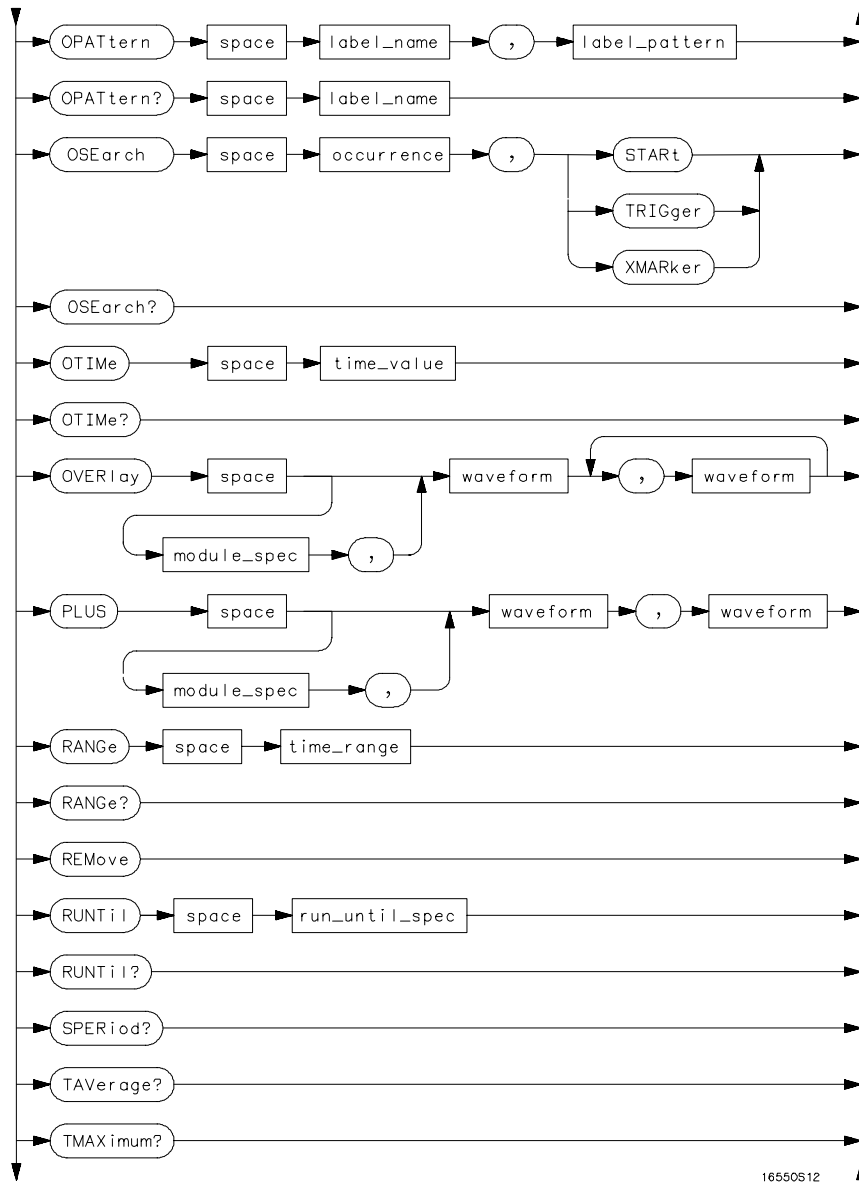 OPATtern space label_name , label_pattern
OPATtern? space label_name
OSEarch space occurrence , STARt
TRIGger
XMARker
OSEarch?
OTIMe space time_value
OTIMe?
OVERlay space waveform , waveform
module_spec ,
PLUS space waveform , waveform
module_spec ,
RANGe space time_range
RANGe?
REMove
RUNTil space run_until_spec
RUNTil?
SPERiod?
TAVerage?
TMAXimum?
16550S12